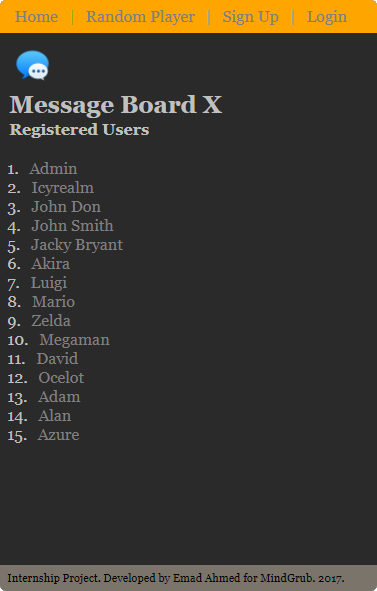 Home | Random Player | Sign Up | Login
Message Board X
Registered Users
1. Admin
2. Icyrealm
3. John Don
4. John Smith
5. Jacky Bryant
6. Akira
7. Luigi
8. Mario
9. Zelda
10. Megaman
11. David
12. Ocelot
13. Adam
14. Alan
15. Azure
Internship Project. Developed by Emad Ahmed for MindGrub. 2017.